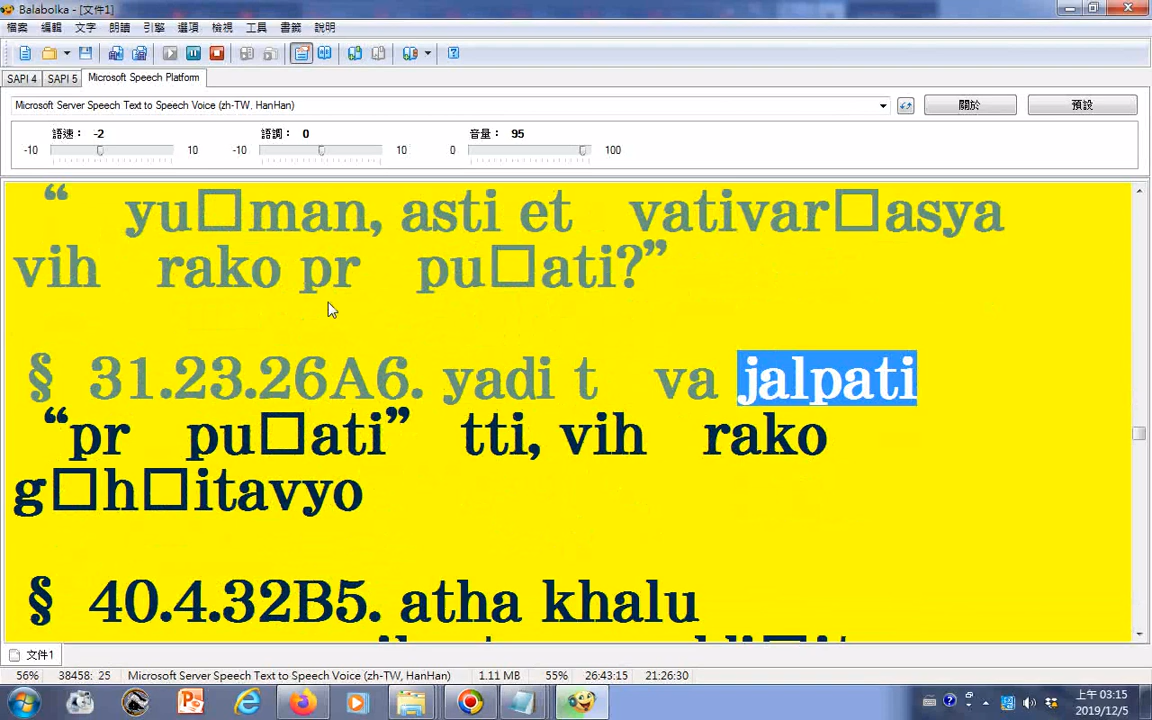 Balabolka - [文件1]
檔案 編輯 文字 朗讀 引擎 選項 檢視 工具 書籤 說明
SAPI 4 SAPI 5 Microsoft Speech Platform
Microsoft Server Speech Text to Speech Voice (zh-TW, HanHan)
關於 預設
語速： -2 語調： 0 音量： 95
-10 10 -10 10 0 100
“ yu□man, asti et vativar□asya
vih rako pr pu□ati?”
§ 31.23.26A6. yadi t va jalpati
“pr pu□ati” tti, vih rako
g□h□itavyo
§ 40.4.32B5. atha khalu
文件1
56% 38458: 25 Microsoft Server Speech Text to Speech Voice (zh-TW, HanHan) 1.11 MB 55% 26:43:15 21:26:30
上午 03:15
2019/12/5